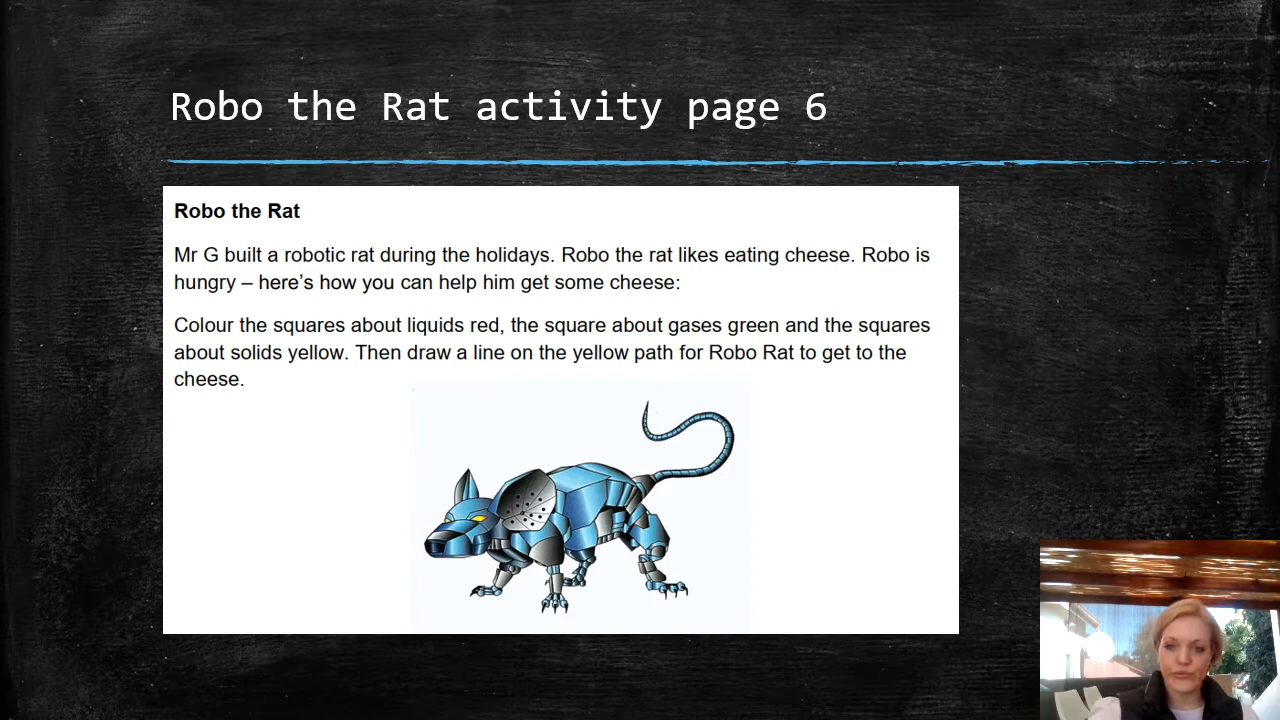 Robo the Rat activity page 6
Robo the Rat
Mr G built a robotic rat during the holidays. Robo the rat likes eating cheese. Robo is
hungry – here’s how you can help him get some cheese:
Colour the squares about liquids red, the square about gases green and the squares
about solids yellow. Then draw a line on the yellow path for Robo Rat to get to the
cheese.